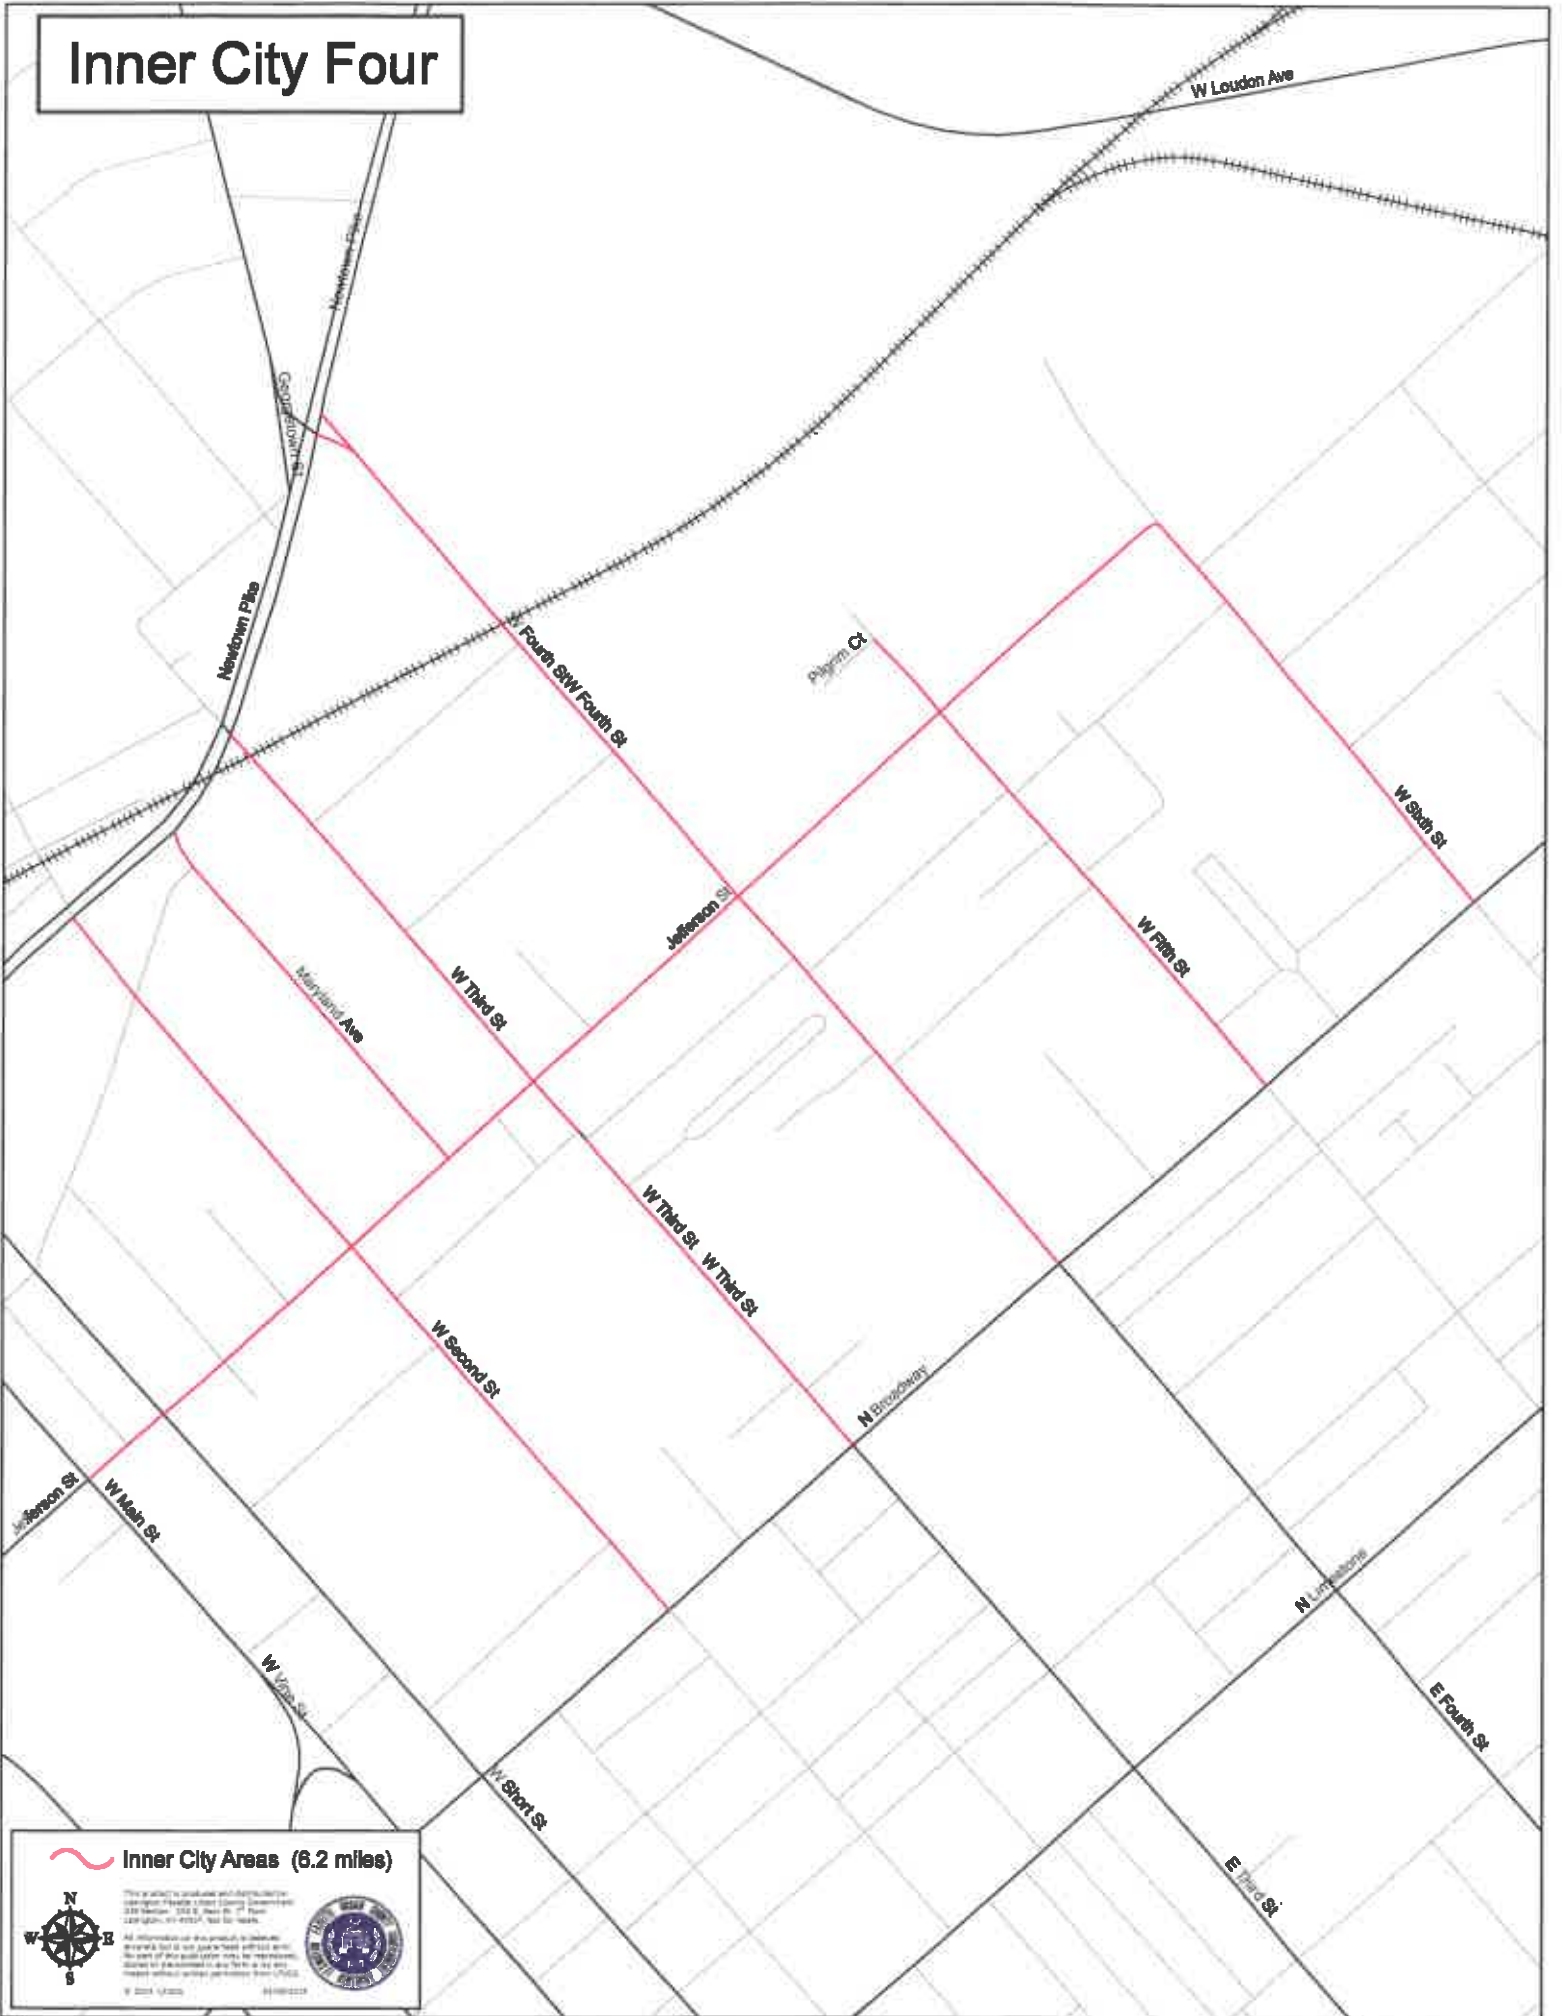 Inner City Four
W Loudon Ave
Newtown Pike
Georgetown St
Newtown Pike
W Fourth St W Fourth St
Pilgrim Ct
W Sixth St
Jefferson St
W Fifth St
Maryland Ave
W Third St
W Third St W Third St
W Second St
N Broadway
Jefferson St
W Main St
N Limestone
W Vine St
E Fourth St
W Short St
E Third St
Inner City Areas (6.2 miles)
N
W E
S